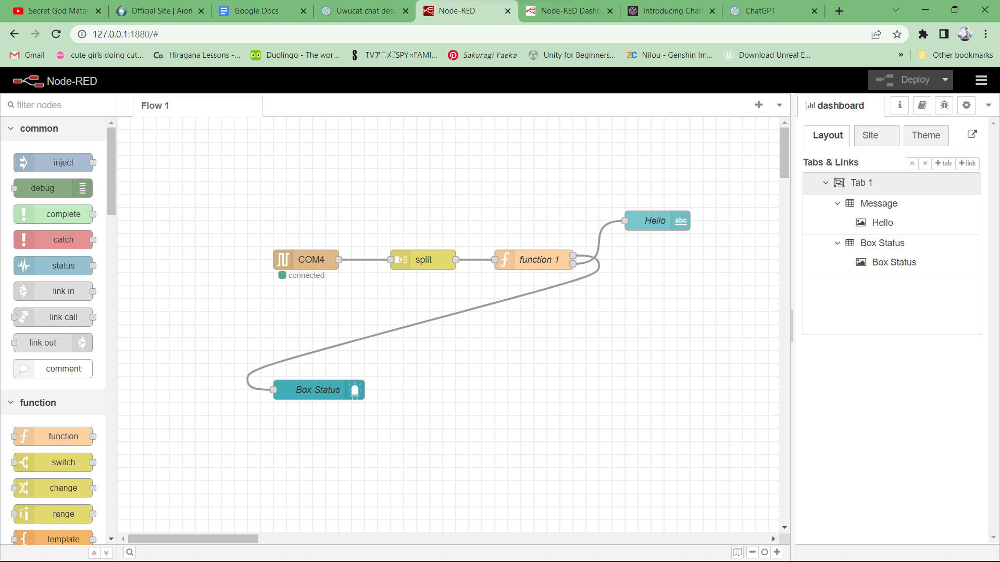 Secret God Matar
Official Site | Aion
Google Docs
Uwucat chat desu
Node-RED
Node-RED Dashb
Introducing ChatG
ChatGPT
127.0.0.1:1880/#
Gmail
cute girls doing cut...
Co.
Hiragana Lessons -...
Duolingo - The wor...
TVアニメ『SPY×FAMI...
Sakuragi Yaeka
Unity for Beginners...
ZC
Nilou - Genshin Im...
Download Unreal E...
»
Other bookmarks
Node-RED
Deploy
filter nodes
Flow 1
dashboard
common
inject
debug
complete
catch
status
link in
link call
link out
comment
function
function
switch
change
range
template
COM4
connected
split
function 1
Hello
abc
Box Status
Layout
Site
Theme
Tabs & Links
tab
link
Tab 1
Message
Hello
Box Status
Box Status